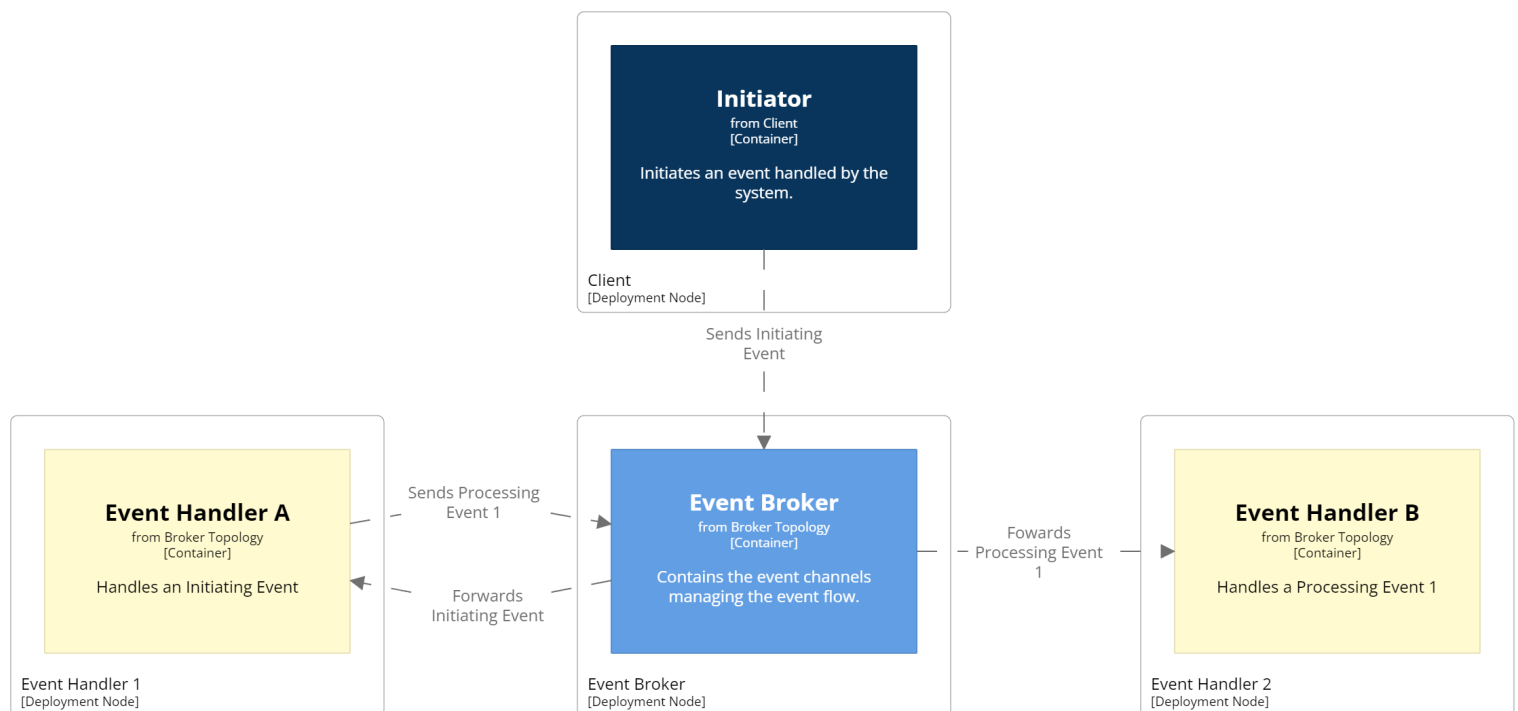 Initiator
from Client
[Container]
Initiates an event handled by the
system.
Client
[Deployment Node]
Sends Initiating
Event
Event Handler A
from Broker Topology
[Container]
Handles an Initiating Event
Event Handler 1
[Deployment Node]
Sends Processing
Event 1
Forwards
Initiating Event
Event Broker
from Broker Topology
[Container]
Contains the event channels
managing the event flow.
Event Broker
[Deployment Node]
Fowards
Processing Event
1
Event Handler B
from Broker Topology
[Container]
Handles a Processing Event 1
Event Handler 2
[Deployment Node]